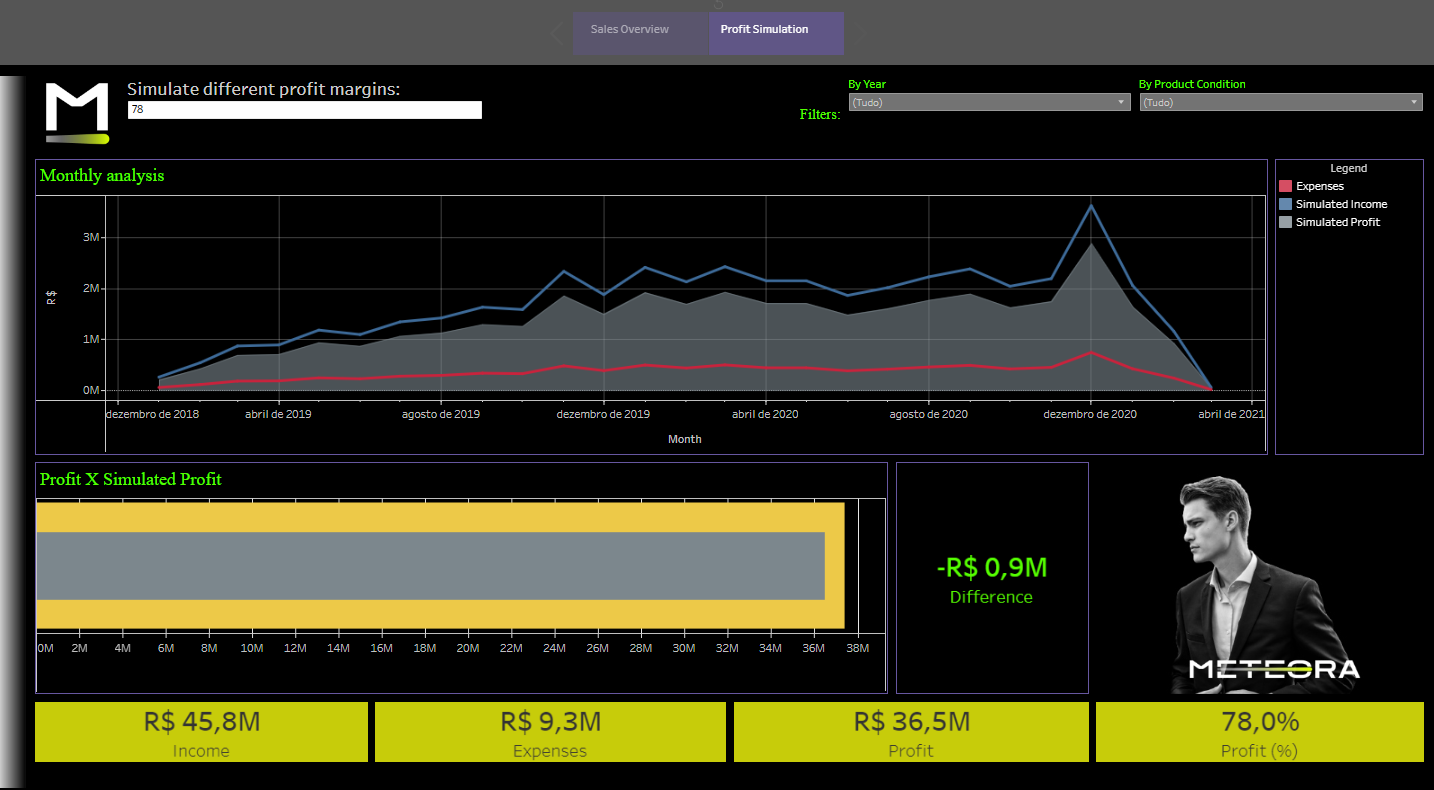 Sales Overview
Profit Simulation
M
Simulate different profit margins:
78
Filters:
By Year
(Tudo)
By Product Condition
(Tudo)
Monthly analysis
R$
3M
2M
1M
0M
dezembro de 2018 abril de 2019 agosto de 2019 dezembro de 2019 abril de 2020 agosto de 2020 dezembro de 2020 abril de 2021
Month
Legend
Expenses
Simulated Income
Simulated Profit
Profit X Simulated Profit
0M 2M 4M 6M 8M 10M 12M 14M 16M 18M 20M 22M 24M 26M 28M 30M 32M 34M 36M 38M
-R$ 0,9M
Difference
METEORA
R$ 45,8M
Income
R$ 9,3M
Expenses
R$ 36,5M
Profit
78,0%
Profit (%)